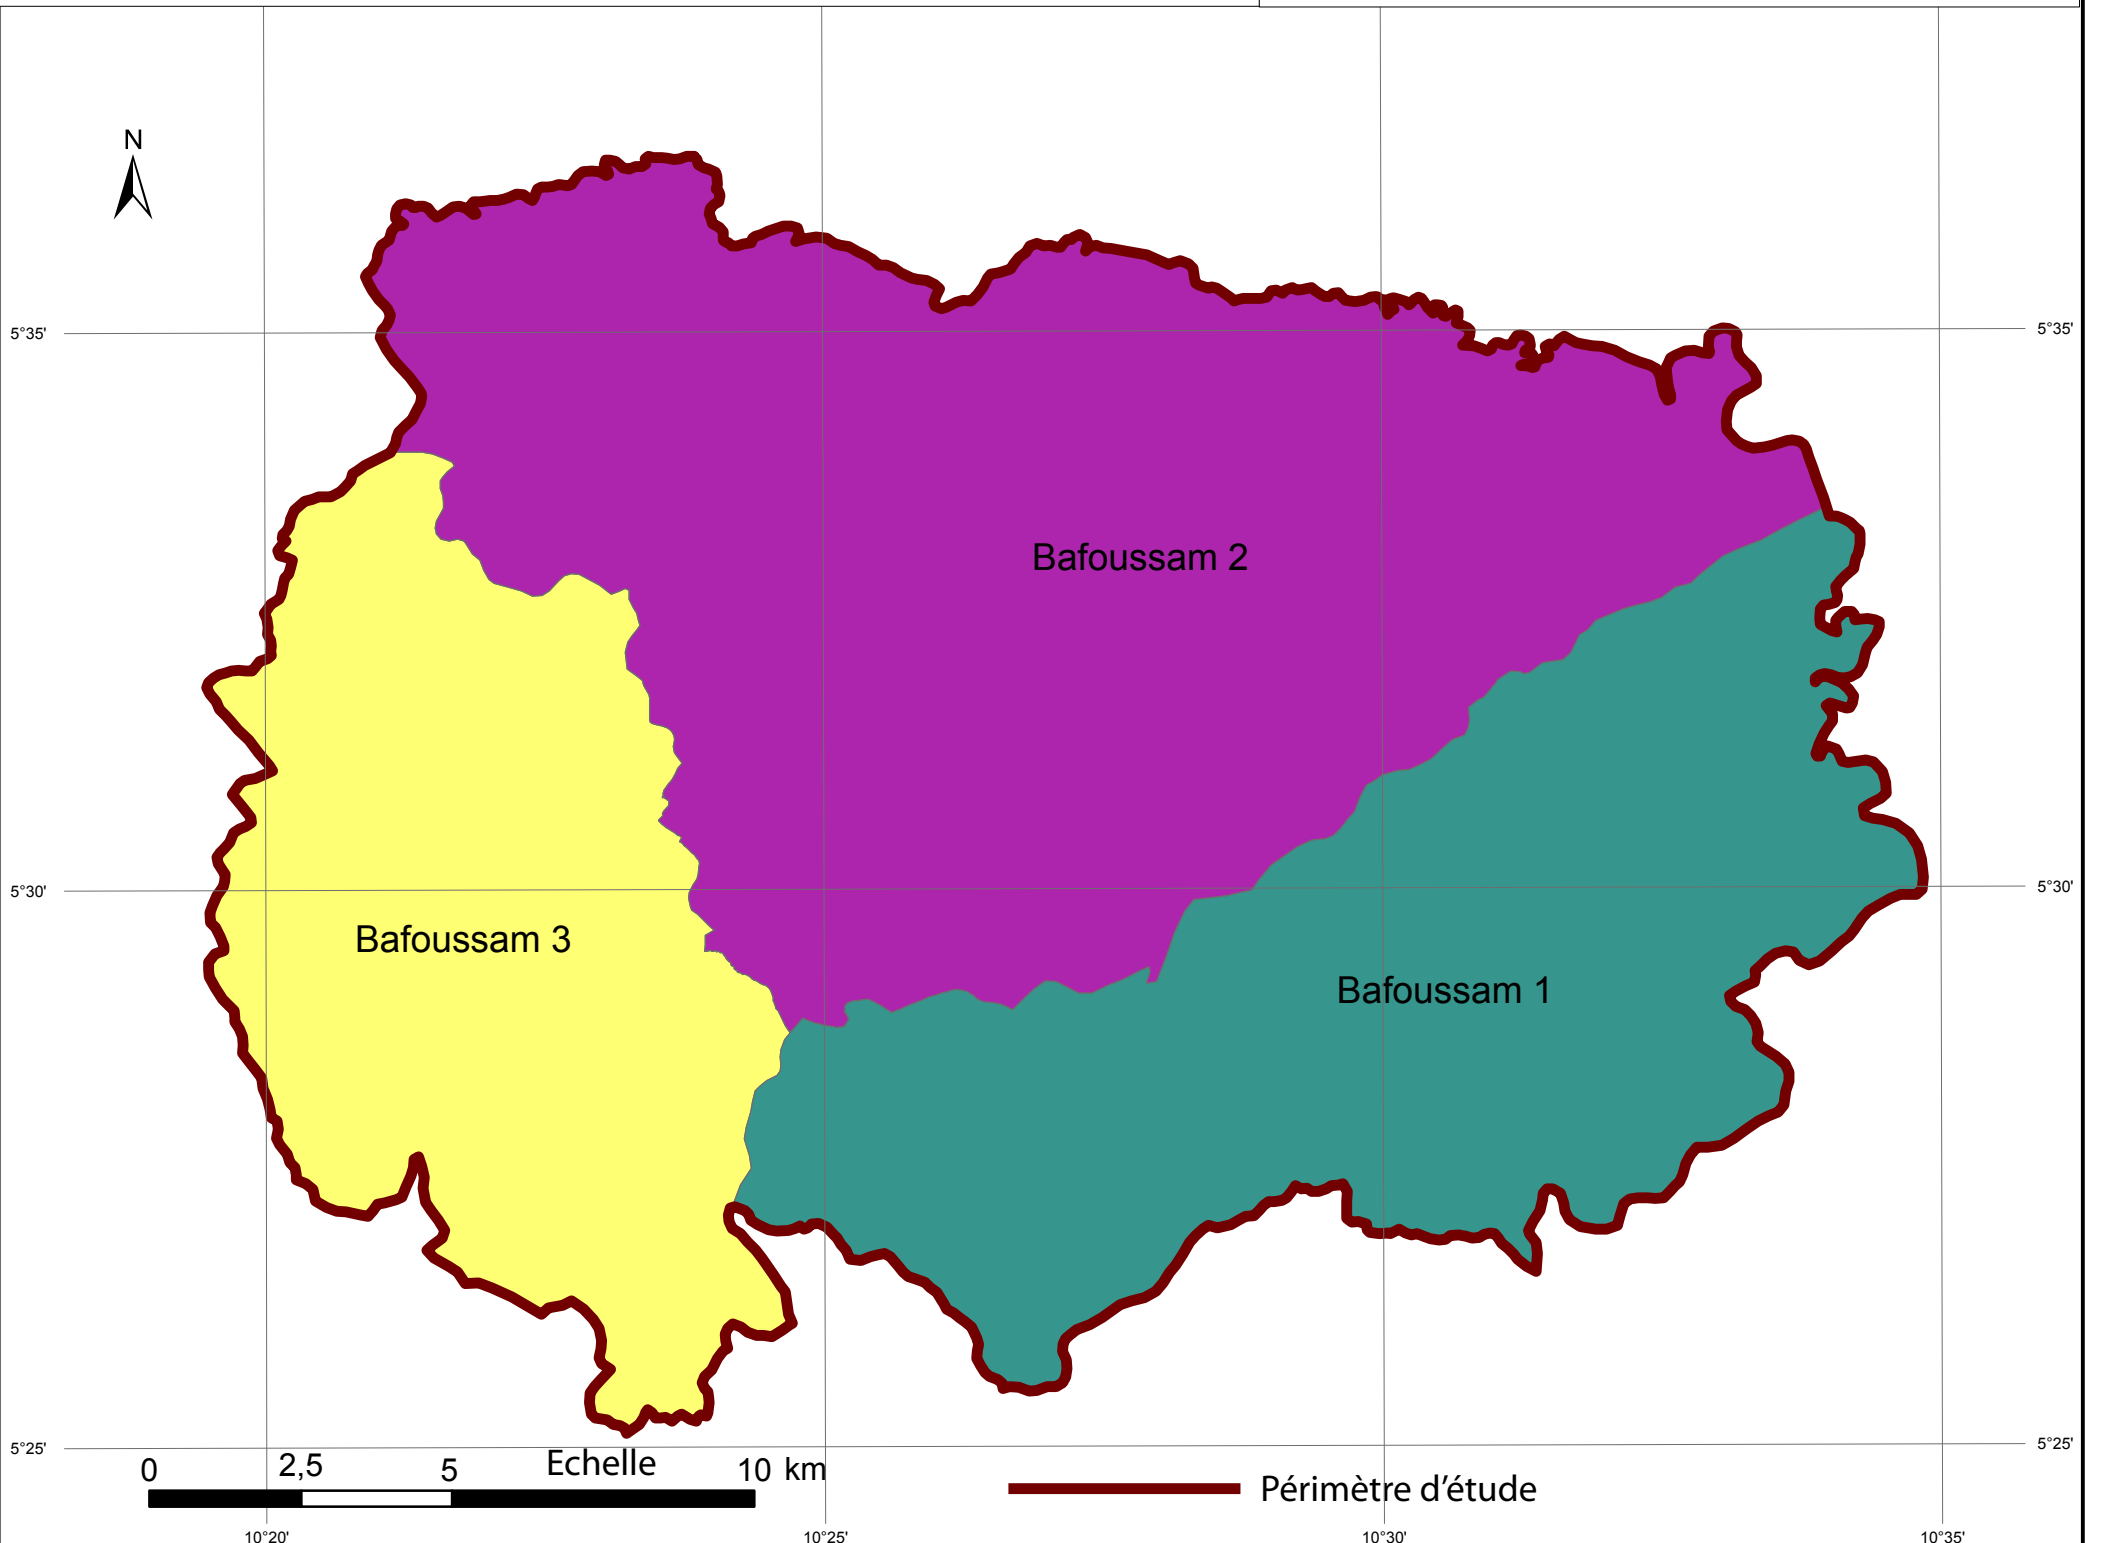 N
5°35'
5°35'
Bafoussam 2
5°30'
5°30'
Bafoussam 3
Bafoussam 1
5°25'
5°25'
0 2,5 5 Echelle 10 km
Périmètre d'étude
10°20' 10°25' 10°30' 10°35'